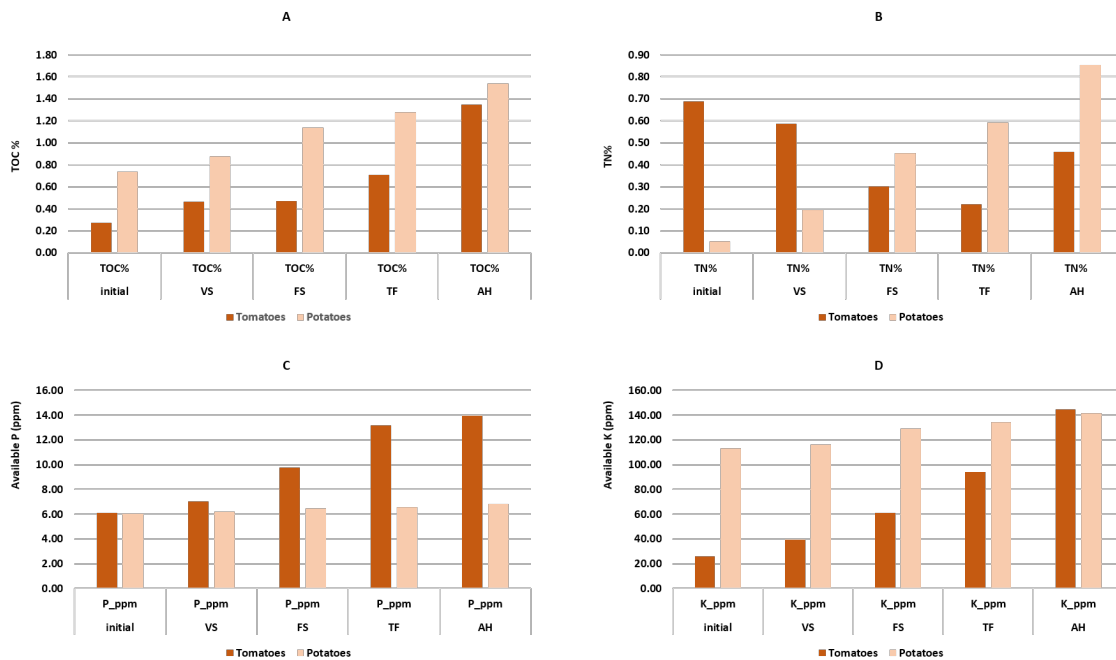 A
1.80
1.60
1.40
1.20
1.00
0.80
0.60
0.40
0.20
0.00
TOC %
TOC% TOC% TOC% TOC% TOC%
initial VS FS TF AH
Tomatoes Potatoes
B
0.90
0.80
0.70
0.60
0.50
0.40
0.30
0.20
0.10
0.00
TN%
TN% TN% TN% TN% TN%
initial VS FS TF AH
Tomatoes Potatoes
C
16.00
14.00
12.00
10.00
8.00
6.00
4.00
2.00
0.00
Available P (ppm)
P_ppm P_ppm P_ppm P_ppm P_ppm
initial VS FS TF AH
Tomatoes Potatoes
D
160.00
140.00
120.00
100.00
80.00
60.00
40.00
20.00
0.00
Available K (ppm)
K_ppm K_ppm K_ppm K_ppm K_ppm
initial VS FS TF AH
Tomatoes Potatoes